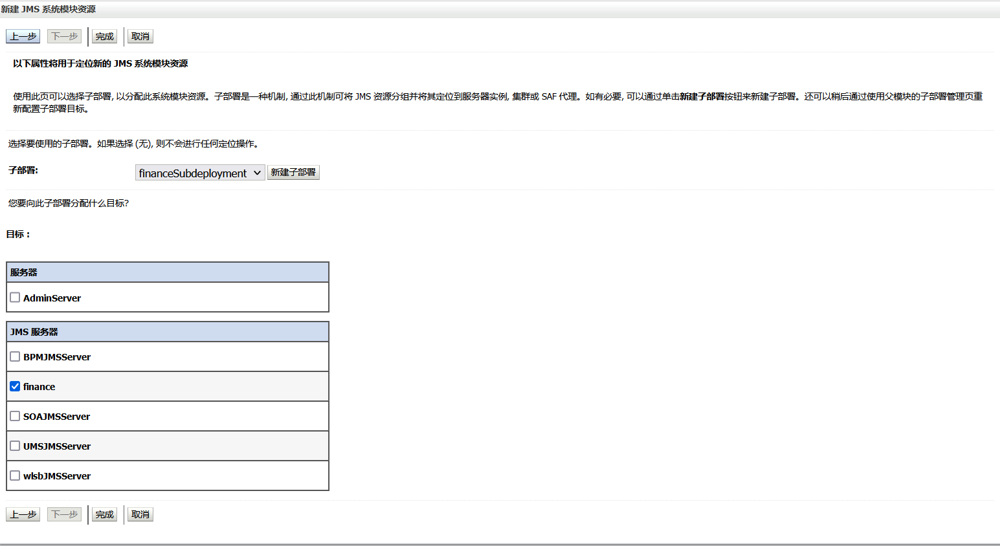 新建 JMS 系统模块资源
上一步 下一步 完成 取消
以下属性将用于定位新的 JMS 系统模块资源
使用此页可以选择子部署, 以分配此系统模块资源。子部署是一种机制, 通过此机制可将 JMS 资源分组并将其定位到服务器实例, 集群或 SAF 代理。如有必要, 可以通过单击新建子部署按钮来新建子部署。还可以稍后通过使用父模块的子部署管理页重
新配置子部署目标。
选择要使用的子部署。如果选择 (无), 则不会进行任何定位操作。
子部署: financeSubdeployment 新建子部署
您要向此子部署分配什么目标?
目标：
服务器
AdminServer
JMS 服务器
BPMJMSServer
finance
SOAJMSServer
UMSJMSServer
wlsbJMSServer
上一步 下一步 完成 取消